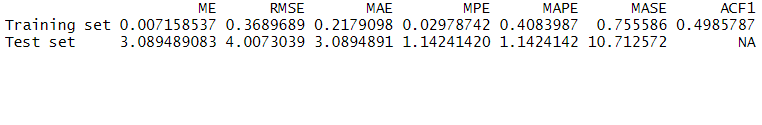 ME RMSE MAE MPE MAPE MASE ACF1
Training set 0.007158537 0.3689689 0.2179098 0.02978742 0.4083987 0.755586 0.4985787
Test set 3.089489083 4.0073039 3.0894891 1.14241420 1.1424142 10.712572 NA